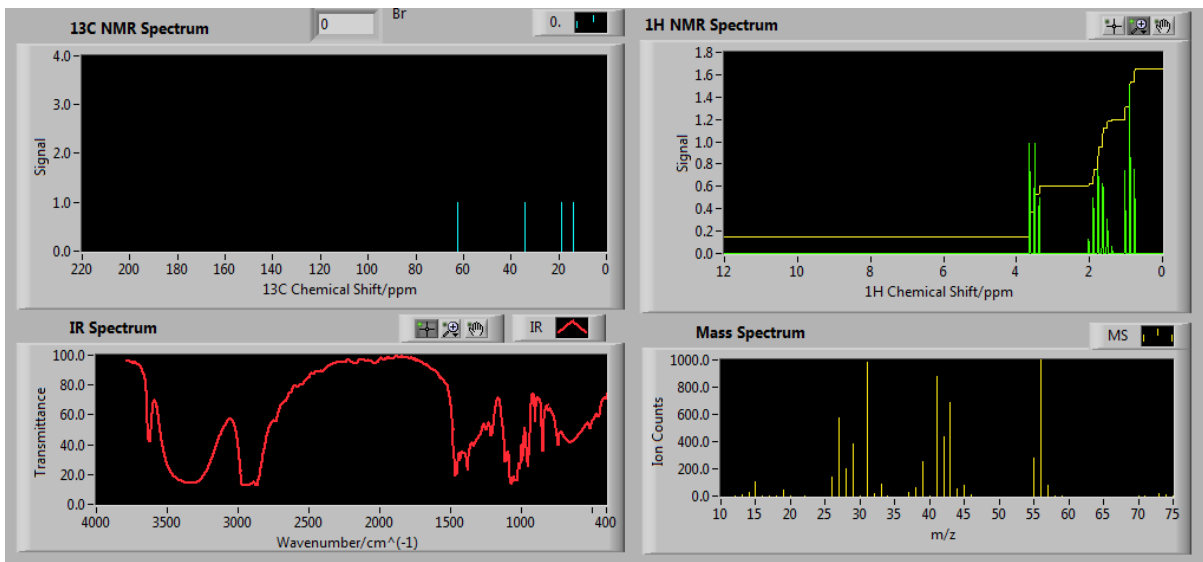 13C NMR Spectrum
0
Br
0.
4.0
3.0
2.0
1.0
0.0
Signal
220 200 180 160 140 120 100 80 60 40 20 0
13C Chemical Shift/ppm
1H NMR Spectrum
1.8
1.6
1.4
1.2
1.0
0.8
0.6
0.4
0.2
0.0
Signal
12 10 8 6 4 2 0
1H Chemical Shift/ppm
IR Spectrum
IR
100.0
80.0
60.0
40.0
20.0
0.0
Transmittance
4000 3500 3000 2500 2000 1500 1000 400
Wavenumber/cm^(-1)
Mass Spectrum
MS
1000.0
800.0
600.0
400.0
200.0
0.0
Ion Counts
10 15 20 25 30 35 40 45 50 55 60 65 70 75
m/z